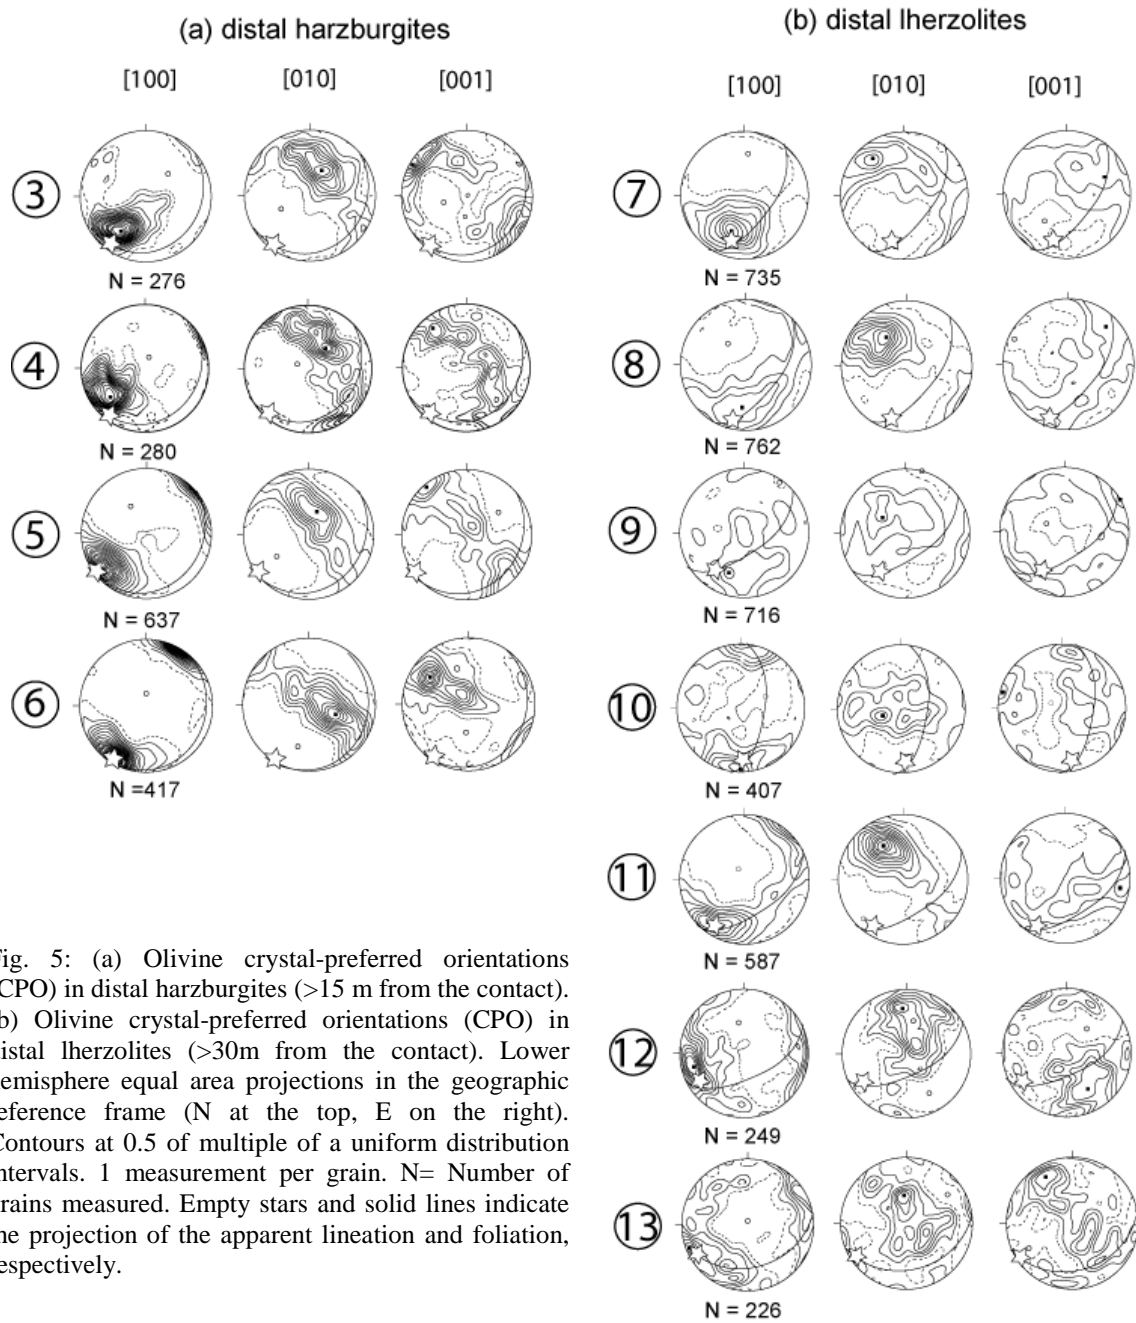 (a) distal harzburgites
[100] [010] [001]
3
N = 276
4
N = 280
5
N = 637
6
N =417
(b) distal lherzolites
[100] [010] [001]
7
N = 735
8
N = 762
9
N = 716
10
N = 407
11
N = 587
12
N = 249
13
N = 226
ig. 5: (a) Olivine crystal-preferred orientations
CPO) in distal harzburgites (>15 m from the contact).
b) Olivine crystal-preferred orientations (CPO) in
istal lherzolites (>30m from the contact). Lower
emisphere equal area projections in the geographic
eference frame (N at the top, E on the right).
ontours at 0.5 of multiple of a uniform distribution
ntervals. 1 measurement per grain. N= Number of
rains measured. Empty stars and solid lines indicate
he projection of the apparent lineation and foliation,
espectively.